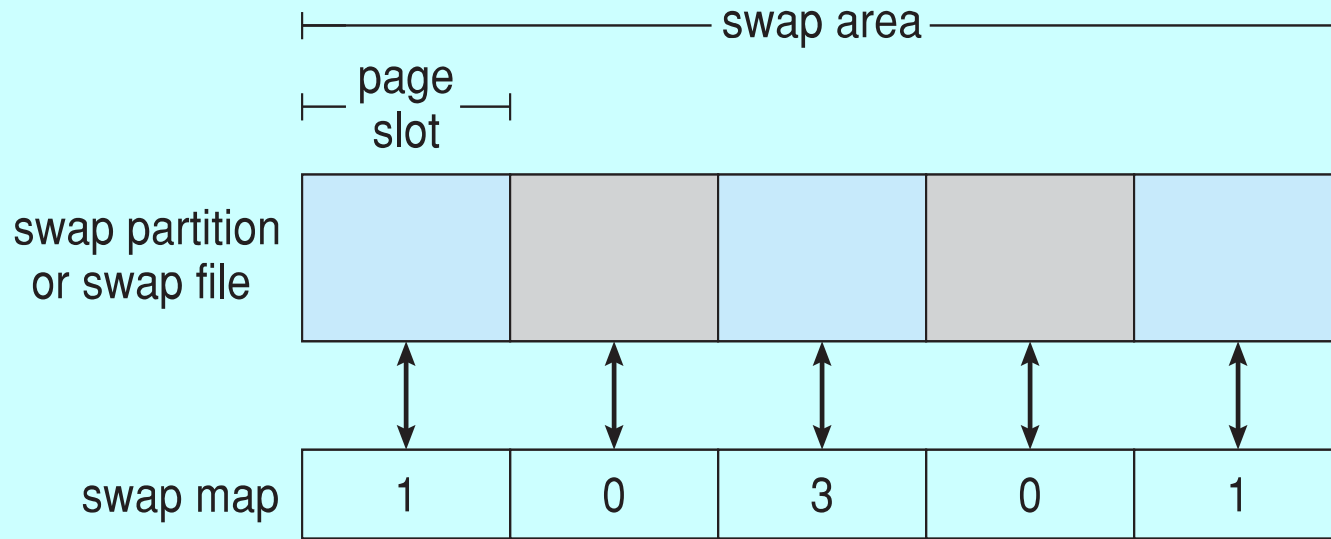 swap area
page
slot
swap partition
or swap file
swap map 1 0 3 0 1